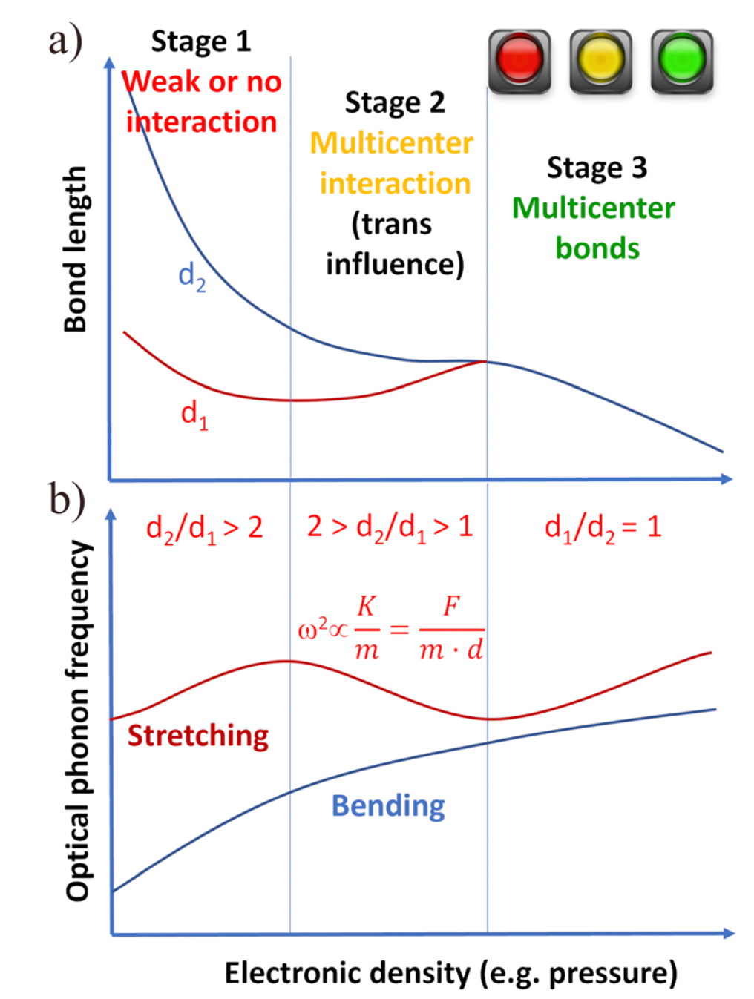 a)
Stage 1
Weak or no
interaction
Stage 2
Multicenter
interaction
(trans
influence)
Stage 3
Multicenter
bonds
Bond length
d₂
d₁
b)
d₂/d₁ > 2
2 > d₂/d₁ > 1
d₁/d₂ = 1
ω²∝ K/m = F/m · d
Optical phonon frequency
Stretching
Bending
Electronic density (e.g. pressure)